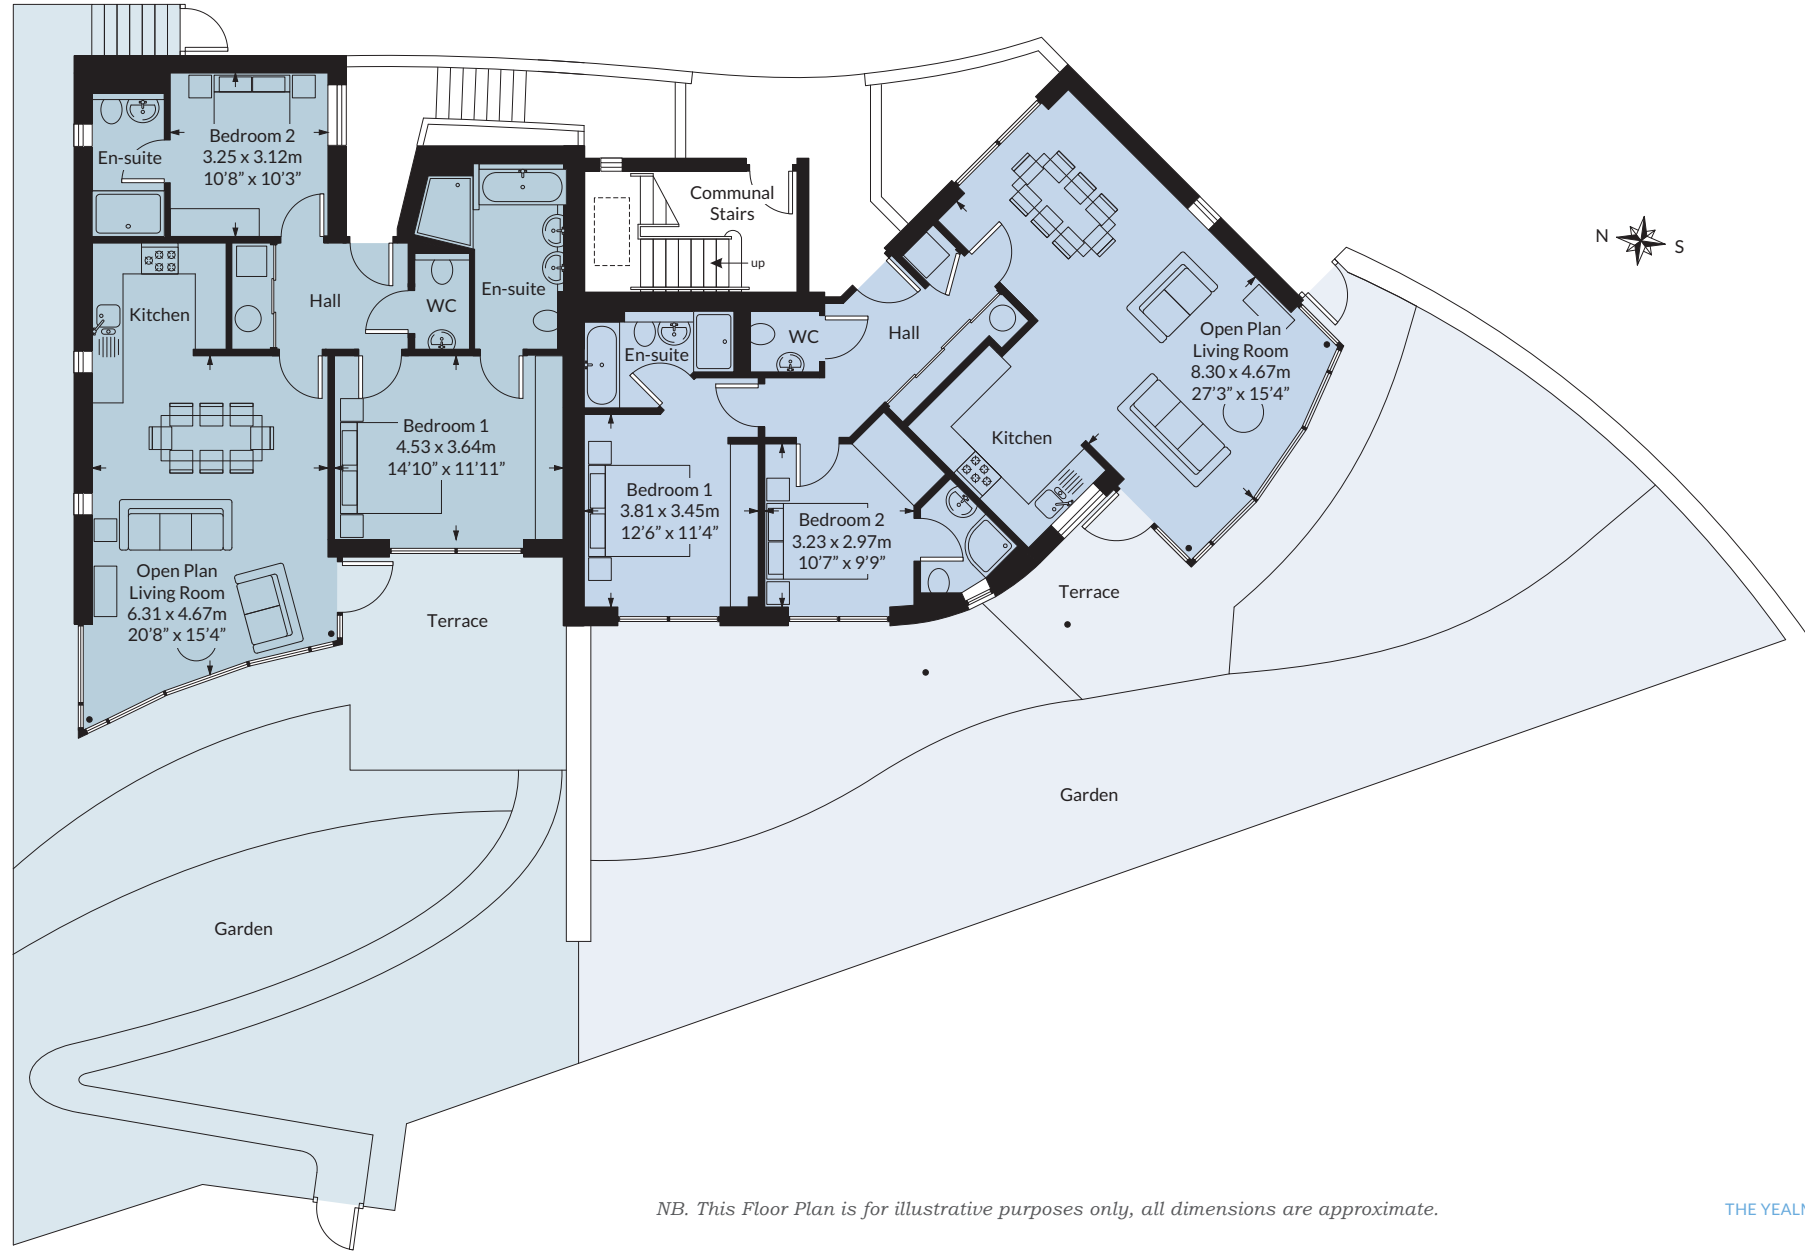 Bedroom 2
3.25 x 3.12m
10’8” x 10’3”
En-suite
Kitchen
Hall
WC
En-suite
Bedroom 1
4.53 x 3.64m
14’10” x 11’11”
Open Plan
Living Room
6.31 x 4.67m
20’8” x 15’4”
Terrace
Garden
Communal
Stairs
up
En-suite
WC
Hall
Kitchen
Bedroom 1
3.81 x 3.45m
12’6” x 11’4”
Bedroom 2
3.23 x 2.97m
10’7” x 9’9”
Open Plan
Living Room
8.30 x 4.67m
27’3” x 15’4”
Terrace
Garden
N
S
NB. This Floor Plan is for illustrative purposes only, all dimensions are approximate.
THE